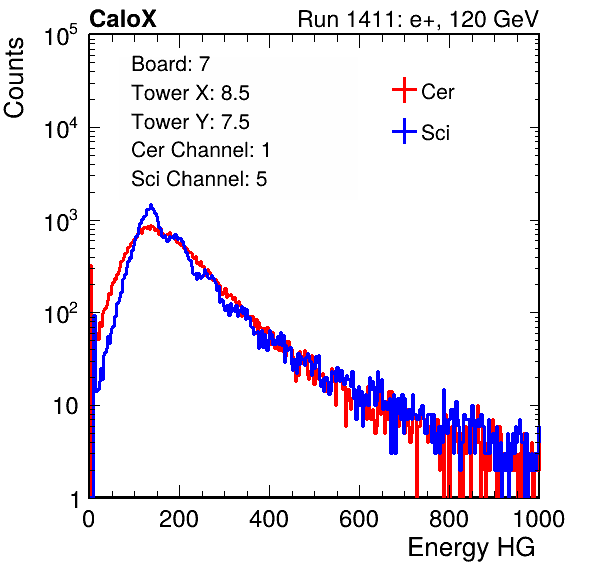 CaloX Run 1411: e+, 120 GeV
Counts
Board: 7
Tower X: 8.5
Tower Y: 7.5
Cer Channel: 1
Sci Channel: 5
Cer
Sci
10^5
10^4
10^3
10^2
10
1
0 200 400 600 800 1000
Energy HG